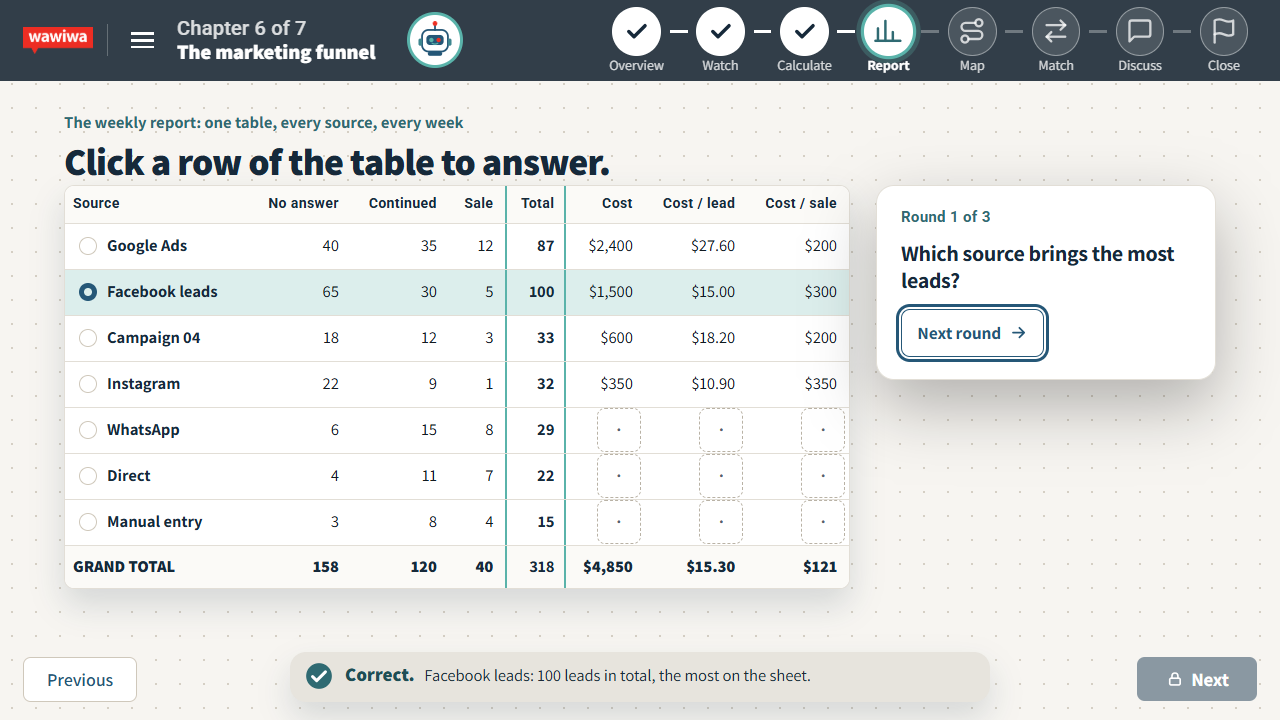 wawiwa
Chapter 6 of 7
The marketing funnel
Overview
Watch
Calculate
Report
Map
Match
Discuss
Close
The weekly report: one table, every source, every week
Click a row of the table to answer.
Source No answer Continued Sale Total Cost Cost / lead Cost / sale
Google Ads 40 35 12 87 $2,400 $27.60 $200
Facebook leads 65 30 5 100 $1,500 $15.00 $300
Campaign 04 18 12 3 33 $600 $18.20 $200
Instagram 22 9 1 32 $350 $10.90 $350
WhatsApp 6 15 8 29 · · ·
Direct 4 11 7 22 · · ·
Manual entry 3 8 4 15 · · ·
GRAND TOTAL 158 120 40 318 $4,850 $15.30 $121
Round 1 of 3
Which source brings the most
leads?
Next round
Previous
Correct. Facebook leads: 100 leads in total, the most on the sheet.
Next